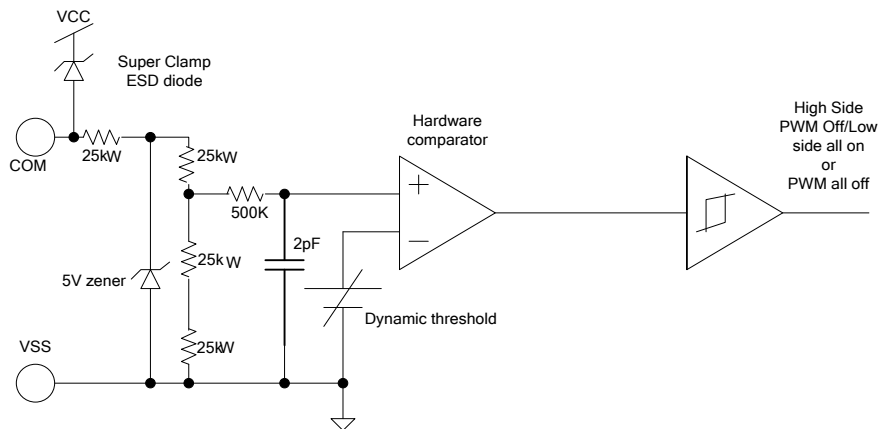 VCC
Super Clamp
ESD diode
COM
25kW
25kW
500K
25kW
25kW
2pF
5V zener
VSS
Hardware
comparator
+
−
Dynamic threshold
High Side
PWM Off/Low
side all on
or
PWM all off